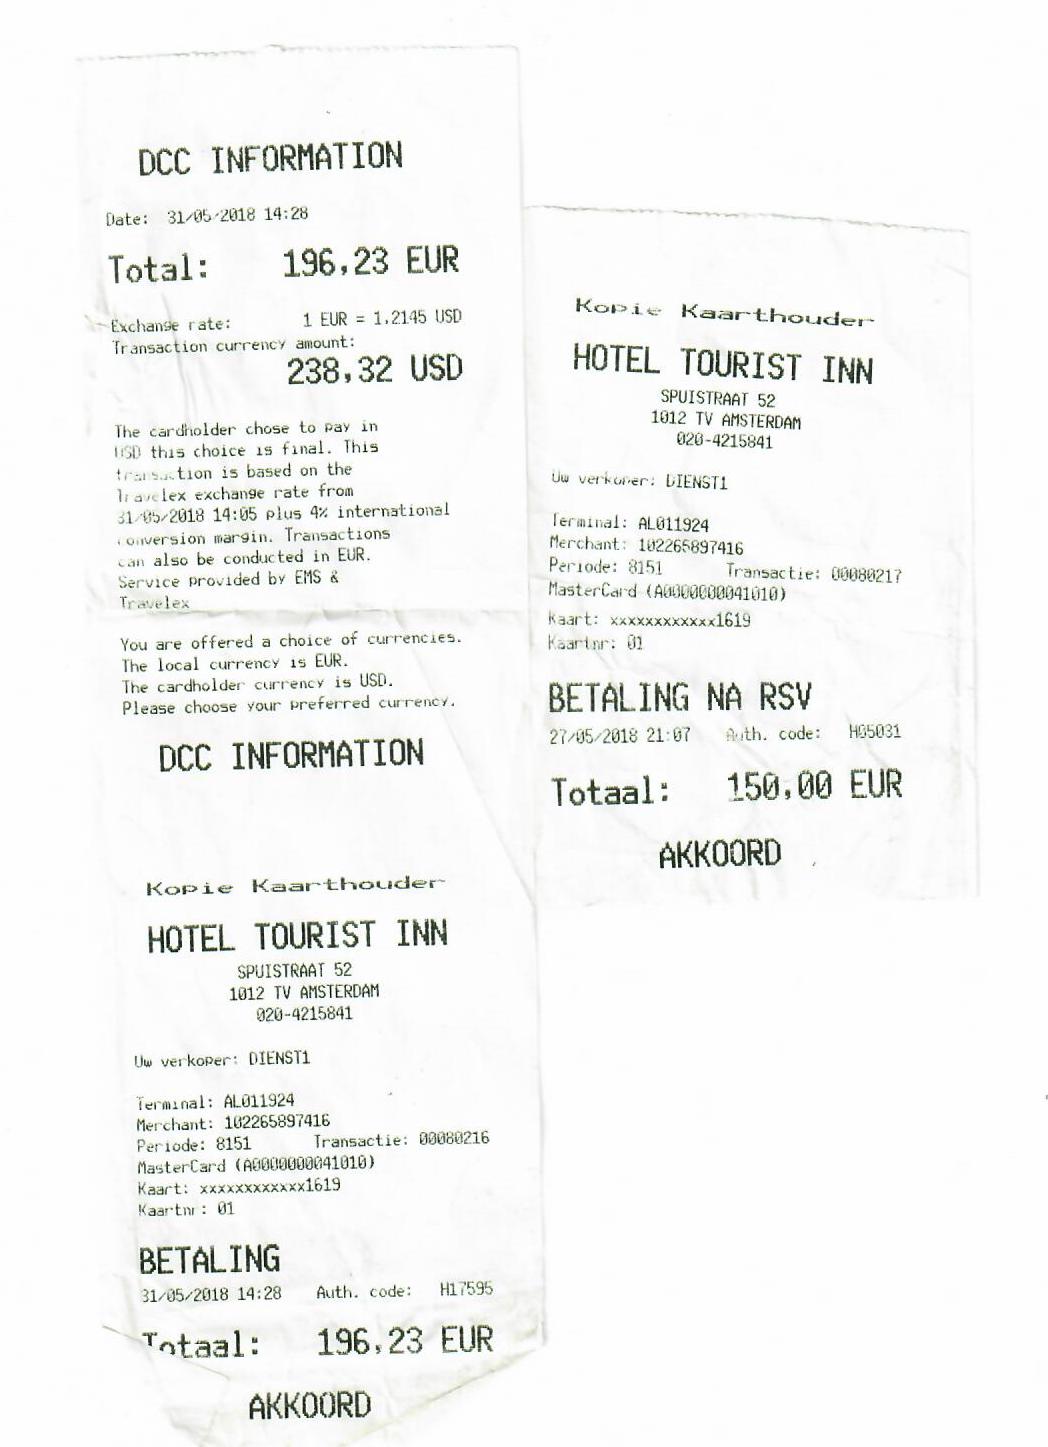 DCC INFORMATION
Date: 31/05/2018 14:28
Total: 196,23 EUR
Exchange rate: 1 EUR = 1.2145 USD
Transaction currency amount:
238,32 USD
The cardholder chose to pay in
USD this choice is final. This
transaction is based on the
Travelex exchange rate from
31/05/2018 14:05 plus 4% international
conversion margin. Transactions
can also be conducted in EUR.
Service provided by EMS &
Travelex
You are offered a choice of currencies.
The local currency is EUR.
The cardholder currency is USD.
Please choose your preferred currency.
DCC INFORMATION
Kopie Kaarthouder
HOTEL TOURIST INN
SPUISTRAAT 52
1012 TV AMSTERDAM
020-4215841
Uw verkoper: DIENST1
Terminal: AL011924
Merchant: 102265897416
Periode: 8151 Transactie: 00080216
MasterCard (A0000000041010)
Kaart: xxxxxxxxxxxx1619
Kaartnr: 01
BETALING
31/05/2018 14:28 Auth. code: H17595
Totaal: 196,23 EUR
AKKOORD
Kopie Kaarthouder
HOTEL TOURIST INN
SPUISTRAAT 52
1012 TV AMSTERDAM
020-4215841
Uw verkoper: DIENST1
Terminal: AL011924
Merchant: 102265897416
Periode: 8151 Transactie: 00080217
MasterCard (A0000000041010)
Kaart: xxxxxxxxxxxx1619
Kaartnr: 01
BETALING NA RSV
27/05/2018 21:07 Auth. code: H05031
Totaal: 150,00 EUR
AKKOORD